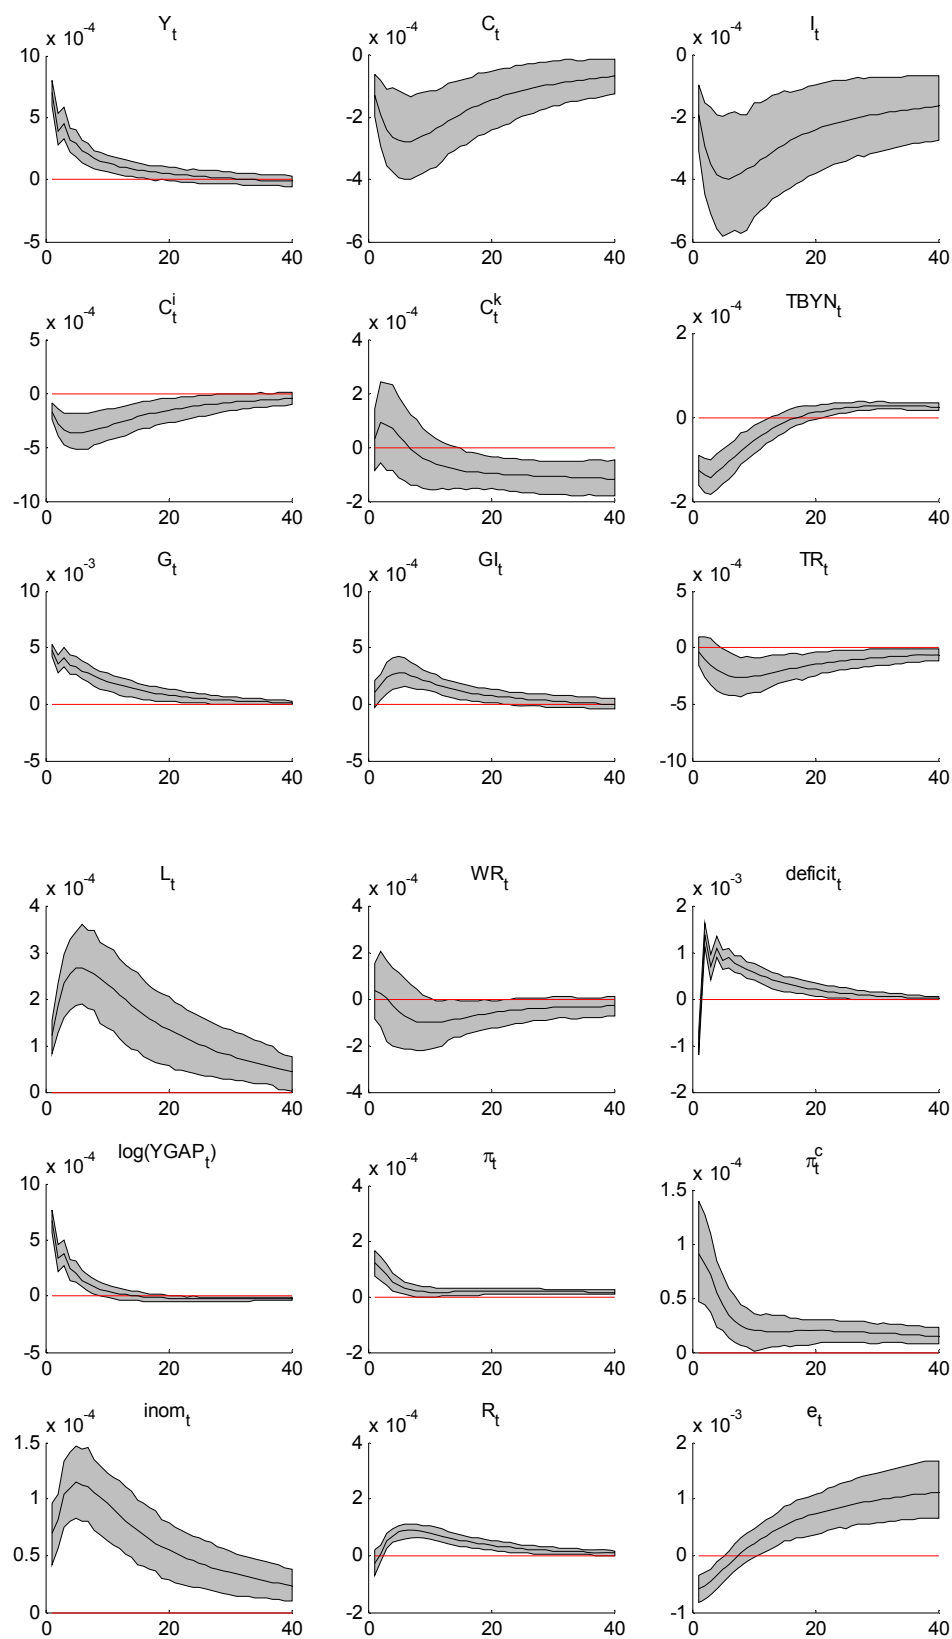 Y_t C_t I_t
x 10^-4 x 10^-4 x 10^-4
10 0 0
5 -2 -2
0 -4 -4
-5 -6 -6
0 20 40 0 20 40 0 20 40
C_t^i C_t^k TBYN_t
x 10^-4 x 10^-4 x 10^-4
5 4 2
0 2 0
-5 0
-10 -2 -2
0 20 40 0 20 40 0 20 40
G_t GI_t TR_t
x 10^-3 x 10^-4 x 10^-4
10 10 5
5 5 0
0 0 -5
-5 -5 -10
0 20 40 0 20 40 0 20 40
L_t WR_t deficit_t
x 10^-4 x 10^-4 x 10^-3
4 4 2
3 2 1
2 0 0
1 -2 -1
0 -4 -2
0 20 40 0 20 40 0 20 40
log(YGAP_t) π_t π_t^c
x 10^-4 x 10^-4 x 10^-4
10 4 1.5
5 2 1
0 0 0.5
-5 -2 0
0 20 40 0 20 40 0 20 40
inom_t R_t e_t
x 10^-4 x 10^-4 x 10^-3
1.5 4 2
1 2 1
0.5 0 0
0 -2 -1
0 20 40 0 20 40 0 20 40